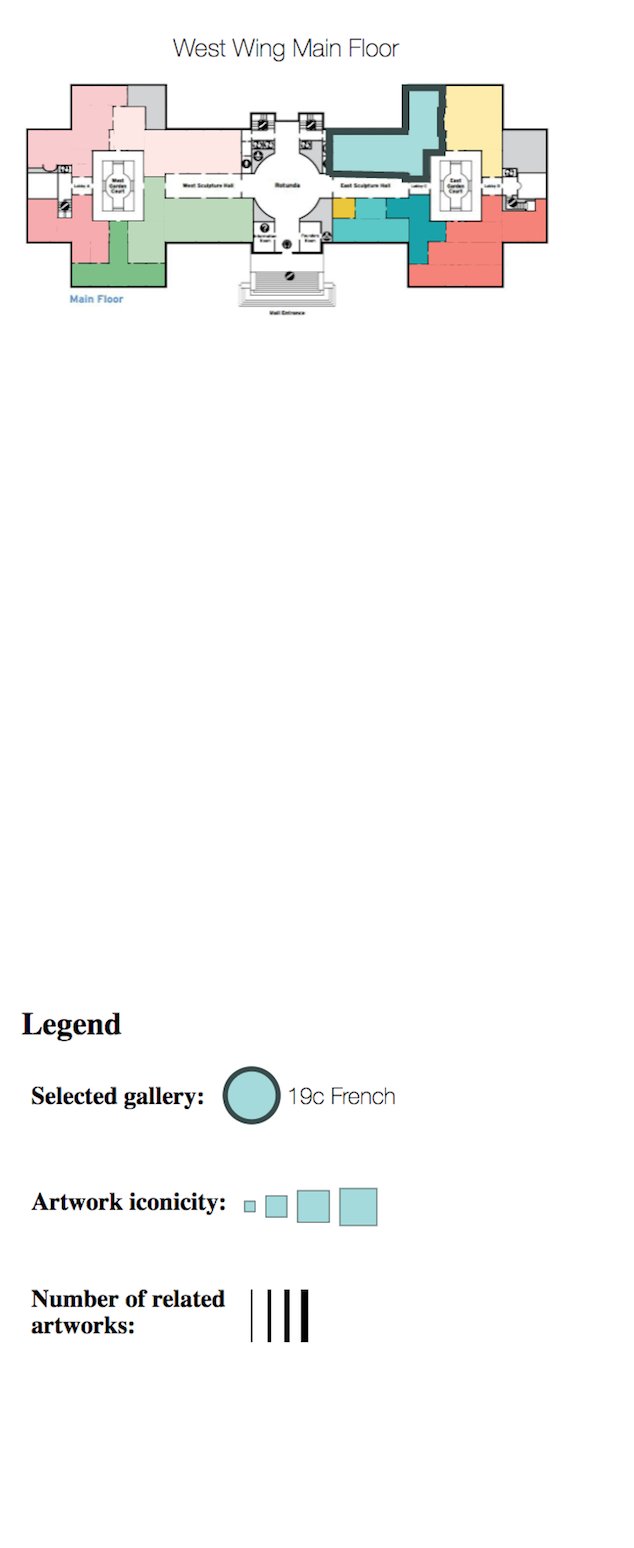 West Wing Main Floor
Lobby A
West
Garden
Court
West Sculpture Hall
Rotunda
East Sculpture Hall
Lobby C
East
Garden
Court
Lobby D
Information
Room
Founders
Room
Main Floor
Mall Entrance
Legend
Selected gallery:
19c French
Artwork iconicity:
Number of related
artworks: